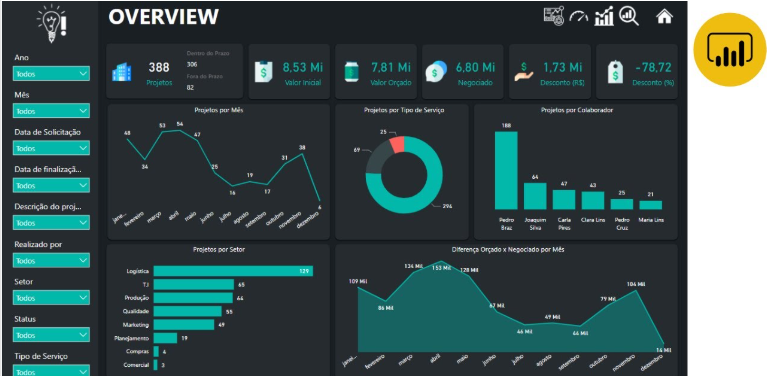 OVERVIEW
Ano
Todos
Mês
Todos
Data de Solicitação
Todos
Data de finalizaçã...
Todos
Descrição do proj...
Todos
Realizado por
Todos
Setor
Todos
Status
Todos
Tipo de Serviço
Todos
388
Projetos
Dentro do Prazo
306
Fora do Prazo
82
8,53 Mi
Valor Inicial
7,81 Mi
Valor Orçado
6,80 Mi
Negociado
1,73 Mi
Desconto (R$)
-78,72
Desconto (%)
Projetos por Mês
48
34
53
54
47
25
16
19
17
31
38
6
jane...
fevereiro
março
abril
maio
junho
julho
agosto
setembro
outubro
novembro
dezembro
Projetos por Tipo de Serviço
25
69
294
Projetos por Colaborador
188
64
47
43
25
21
Pedro Braz
Joaquim Silva
Carla Pires
Clara Lins
Pedro Cruz
Maria Lins
Projetos por Setor
Logística 129
T.I 65
Produção 64
Qualidade 55
Marketing 49
Planejamento 19
Compras 4
Comercial 3
Diferença Orçado x Negociado por Mês
109 Mil
86 Mil
134 Mil
153 Mil
128 Mil
67 Mil
46 Mil
49 Mil
44 Mil
79 Mil
104 Mil
14 Mil
janei...
fevereiro
março
abril
maio
junho
julho
agosto
setembro
outubro
novembro
dezembro